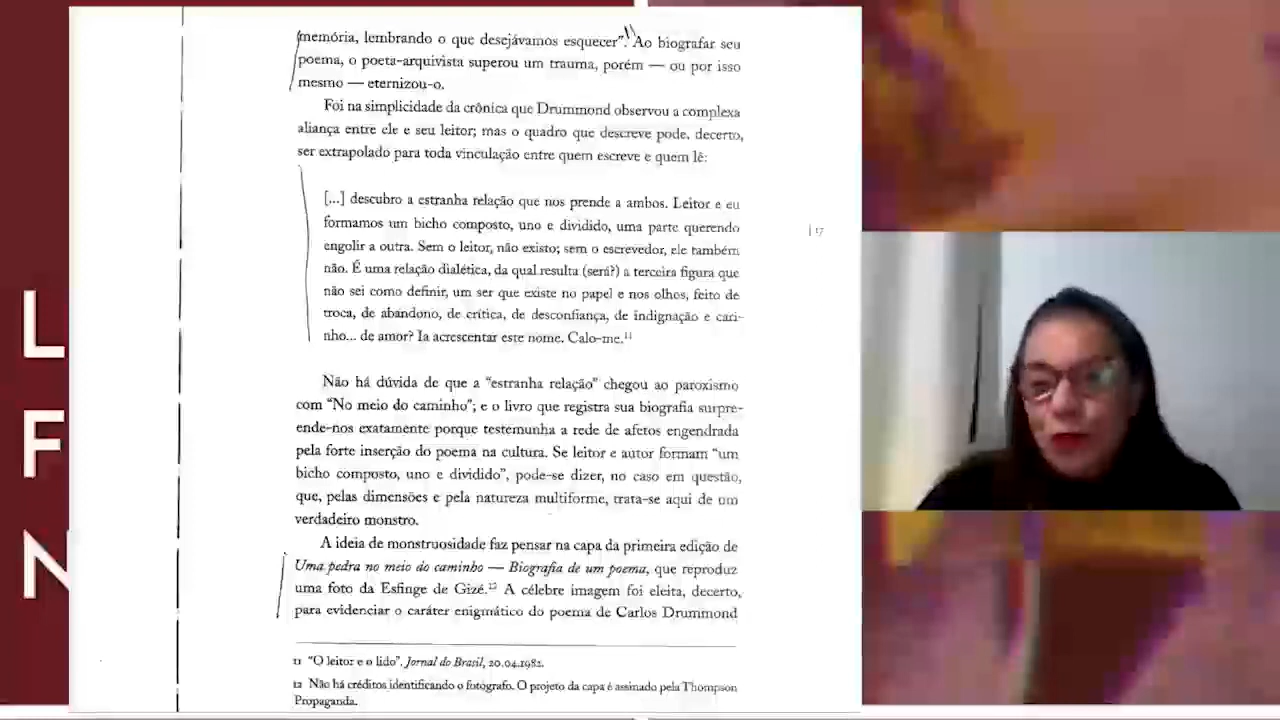 memória, lembrando o que desejávamos esquecer”. Ao biografar seu
poema, o poeta-arquivista superou um trauma, porém — ou por isso
mesmo — eternizou-o.
Foi na simplicidade da crônica que Drummond observou a complexa
aliança entre ele e seu leitor; mas o quadro que descreve pode, decerto,
ser extrapolado para toda vinculação entre quem escreve e quem lê:
[...] descubro a estranha relação que nos prende a ambos. Leitor e eu
formamos um bicho composto, uno e dividido, uma parte querendo
engolir a outra. Sem o leitor, não existo; sem o escrevedor, ele também
não. É uma relação dialética, da qual resulta (será?) a terceira figura que
não sei como definir, um ser que existe no papel e nos olhos, feito de
troca, de abandono, de crítica, de desconfiança, de indignação e cari-
nho... de amor? Ia acrescentar este nome. Calo-me.¹¹
| 17
Não há dúvida de que a “estranha relação” chegou ao paroxismo
com “No meio do caminho”; e o livro que registra sua biografia surpre-
ende-nos exatamente porque testemunha a rede de afetos engendrada
pela forte inserção do poema na cultura. Se leitor e autor formam “um
bicho composto, uno e dividido”, pode-se dizer, no caso em questão,
que, pelas dimensões e pela natureza multiforme, trata-se aqui de um
verdadeiro monstro.
A ideia de monstruosidade faz pensar na capa da primeira edição de
Uma pedra no meio do caminho — Biografia de um poema, que reproduz
uma foto da Esfinge de Gizé.¹² A célebre imagem foi eleita, decerto,
para evidenciar o caráter enigmático do poema de Carlos Drummond
11 “O leitor e o lido”. Jornal do Brasil, 20.04.1982.
12 Não há créditos identificando o fotógrafo. O projeto da capa é assinado pela Thompson
Propaganda.
L
F
N